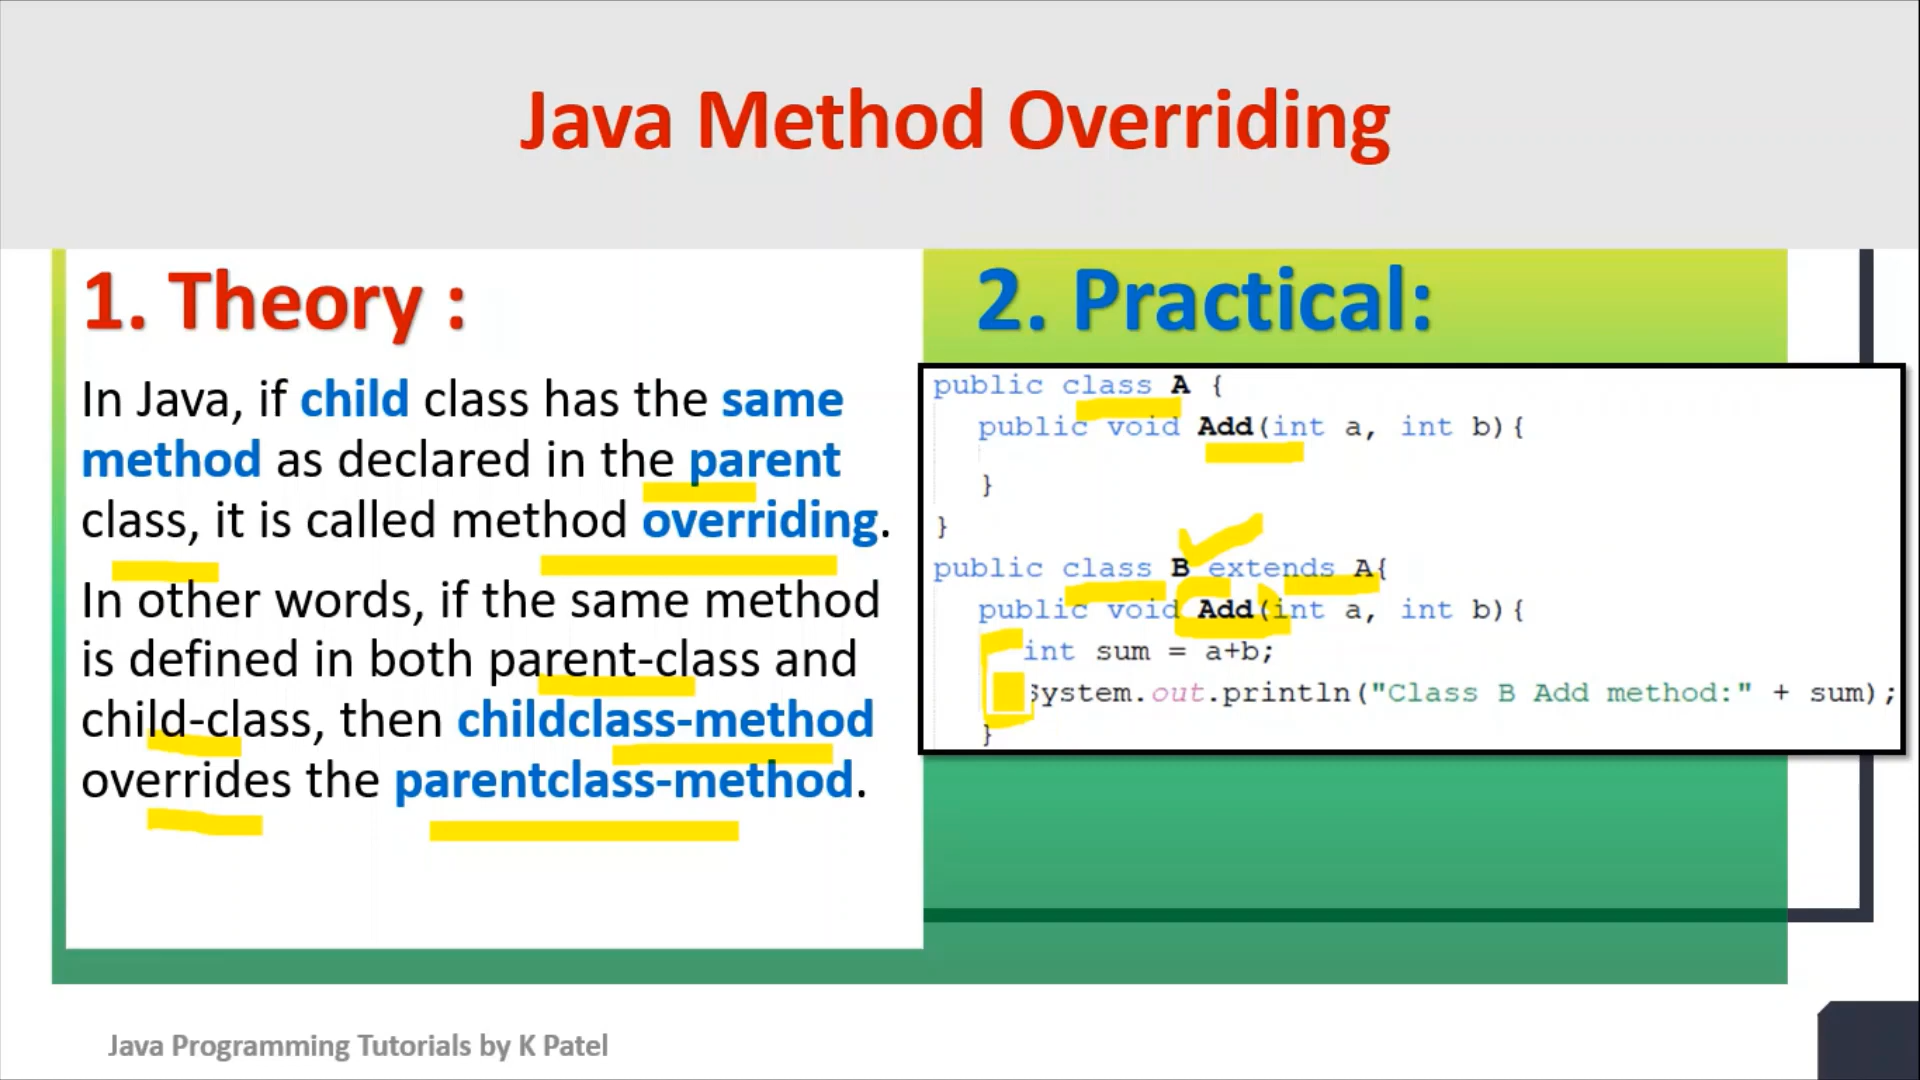 Java Method Overriding
1. Theory :
In Java, if child class has the same
method as declared in the parent
class, it is called method overriding.
In other words, if the same method
is defined in both parent-class and
child-class, then childclass-method
overrides the parentclass-method.
2. Practical:
public class A {
public void Add(int a, int b){
}
}
public class B extends A{
public void Add(int a, int b){
int sum = a+b;
System.out.println("Class B Add method:" + sum);
}
Java Programming Tutorials by K Patel